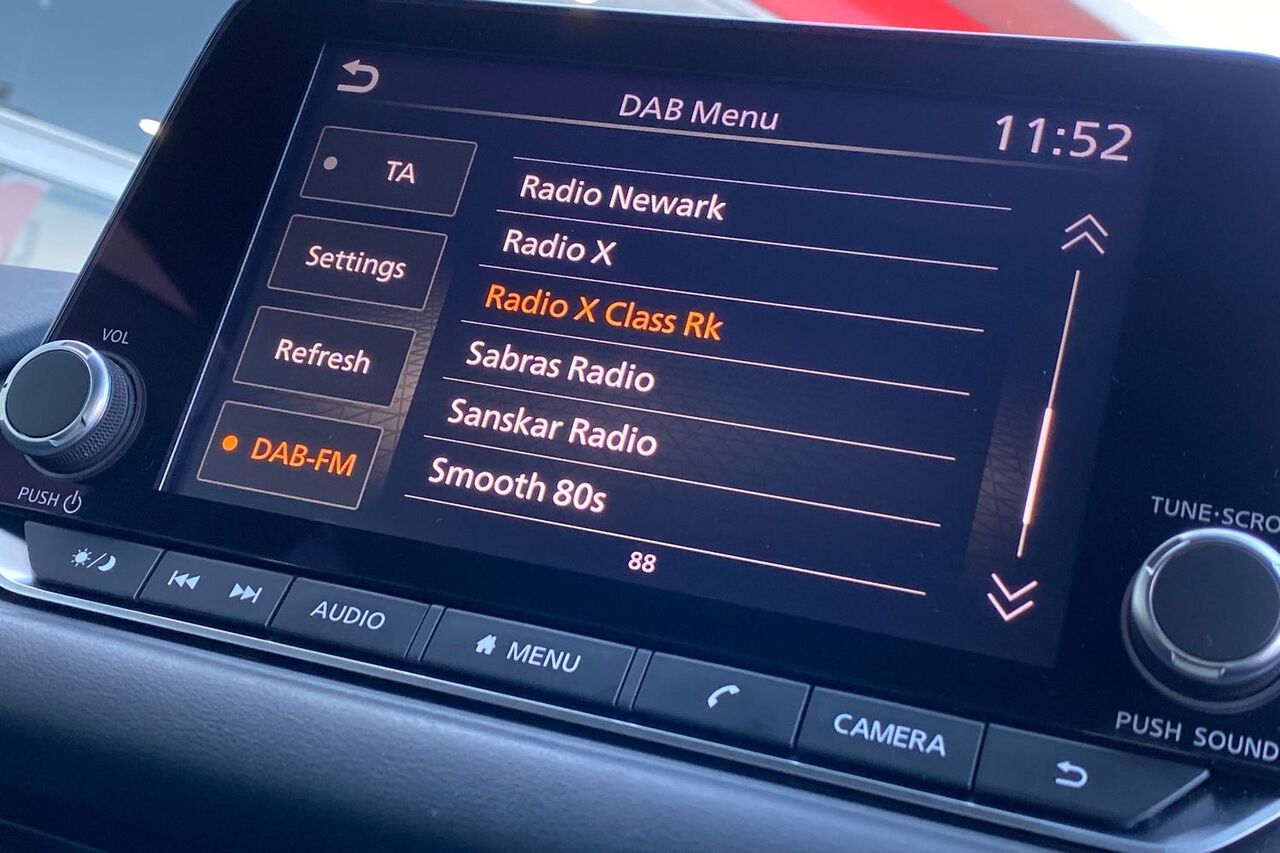 DAB Menu
11:52
TA
Settings
Refresh
DAB-FM
Radio Newark
Radio X
Radio X Class Rk
Sabras Radio
Sanskar Radio
Smooth 80s
88
VOL
PUSH
AUDIO
MENU
CAMERA
TUNE·SCRO
PUSH SOUND